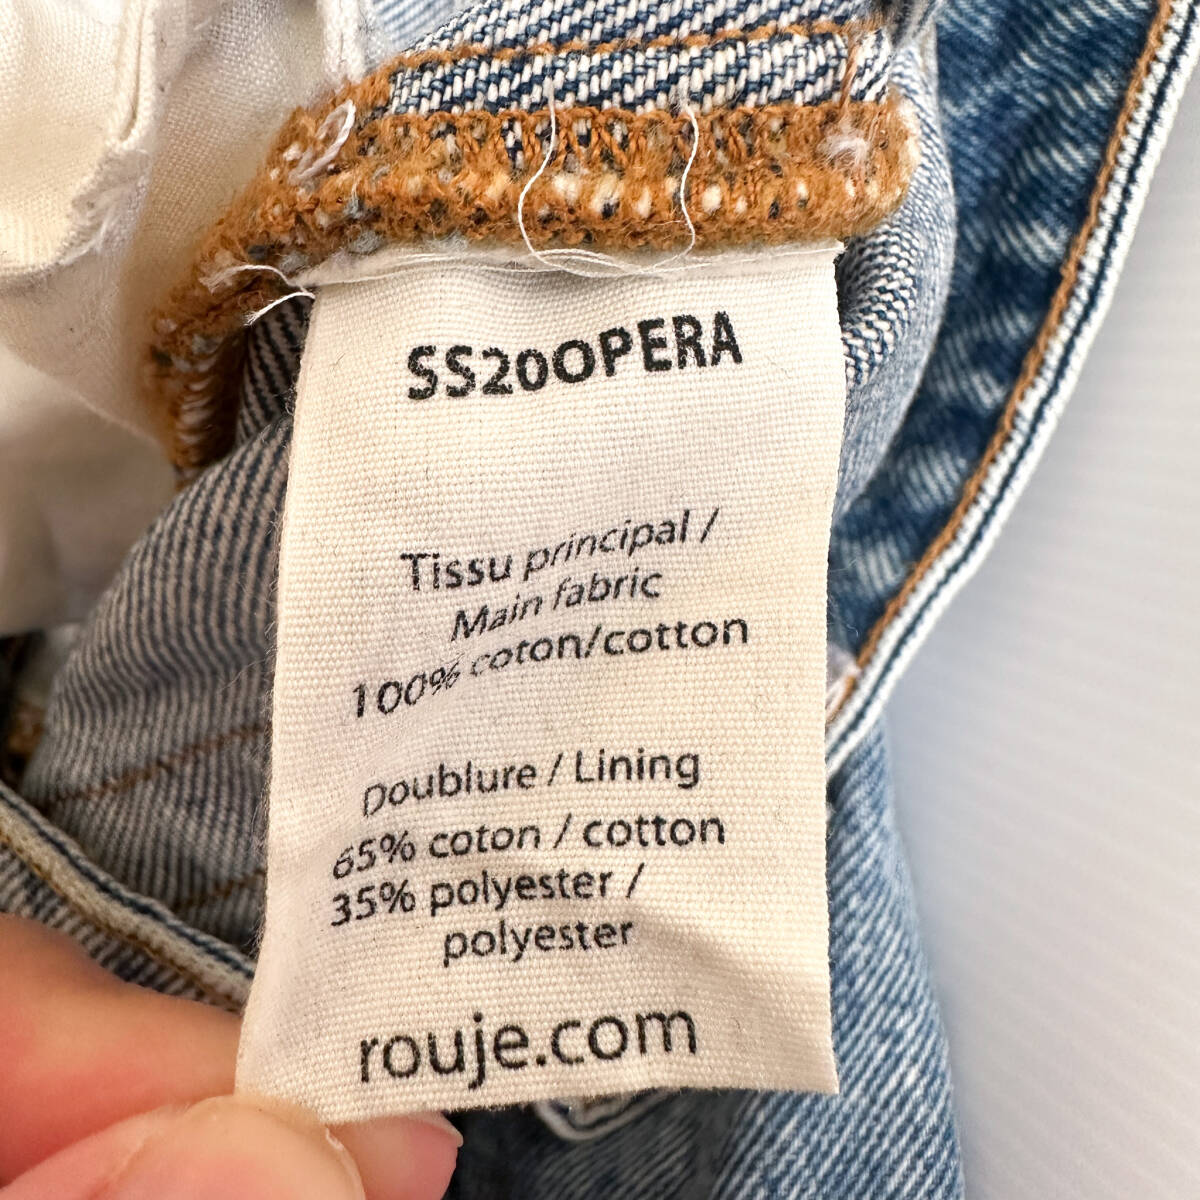 SS20OPERA
Tissu principal /
Main fabric
100% coton/cotton
Doublure / Lining
65% coton / cotton
35% polyester /
polyester
rouje.com